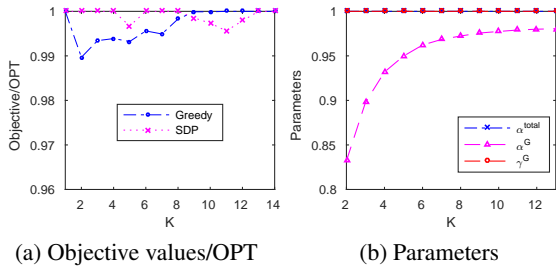 1
0.99
0.98
0.97
0.96
Objective/OPT
2 4 6 8 10 12 14
K
Greedy
SDP
(a) Objective values/OPT
1
0.95
0.9
0.85
0.8
Parameters
2 4 6 8 10 12
K
α^total
α^G
γ^G
(b) Parameters